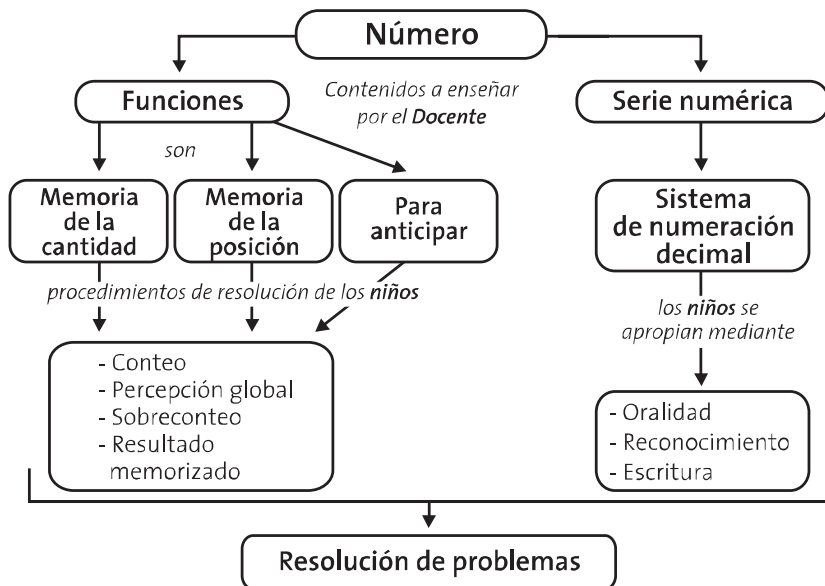 Número
Funciones
Contenidos a enseñar
por el Docente
Serie numérica
son
Memoria
de la
cantidad
Memoria
de la
posición
Para
anticipar
Sistema
de numeración
decimal
procedimientos de resolución de los niños
los niños se
apropian mediante
- Conteo
- Percepción global
- Sobreconteo
- Resultado
memorizado
- Oralidad
- Reconocimiento
- Escritura
Resolución de problemas